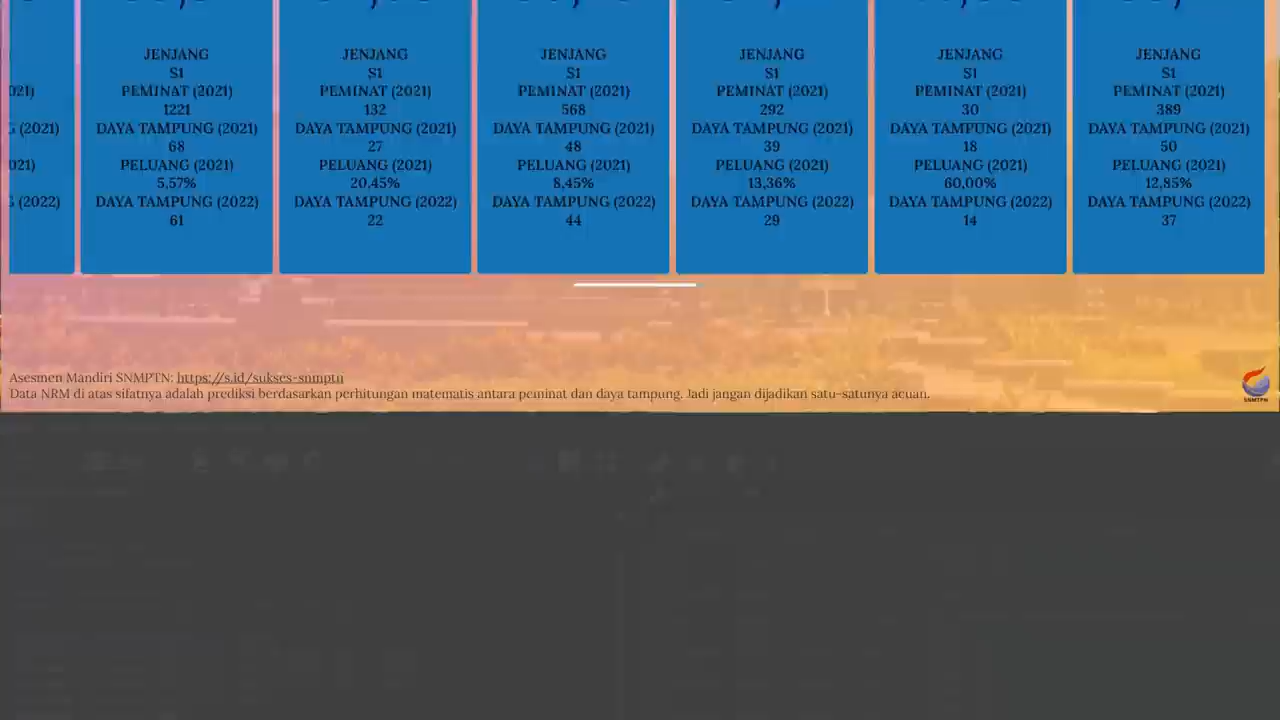 021)
G (2021)
021)
G (2022)
JENJANG
S1
PEMINAT (2021)
1221
DAYA TAMPUNG (2021)
68
PELUANG (2021)
5,57%
DAYA TAMPUNG (2022)
61
JENJANG
S1
PEMINAT (2021)
132
DAYA TAMPUNG (2021)
27
PELUANG (2021)
20,45%
DAYA TAMPUNG (2022)
22
JENJANG
S1
PEMINAT (2021)
568
DAYA TAMPUNG (2021)
48
PELUANG (2021)
8,45%
DAYA TAMPUNG (2022)
44
JENJANG
S1
PEMINAT (2021)
292
DAYA TAMPUNG (2021)
39
PELUANG (2021)
13,36%
DAYA TAMPUNG (2022)
29
JENJANG
S1
PEMINAT (2021)
30
DAYA TAMPUNG (2021)
18
PELUANG (2021)
60,00%
DAYA TAMPUNG (2022)
14
JENJANG
S1
PEMINAT (2021)
389
DAYA TAMPUNG (2021)
50
PELUANG (2021)
12,85%
DAYA TAMPUNG (2022)
37
Asesmen Mandiri SNMPTN: https://s.id/sukses-snmptn
Data NRM di atas sifatnya adalah prediksi berdasarkan perhitungan matematis antara peminat dan daya tampung. Jadi jangan dijadikan satu-satunya acuan.
SNMTPN